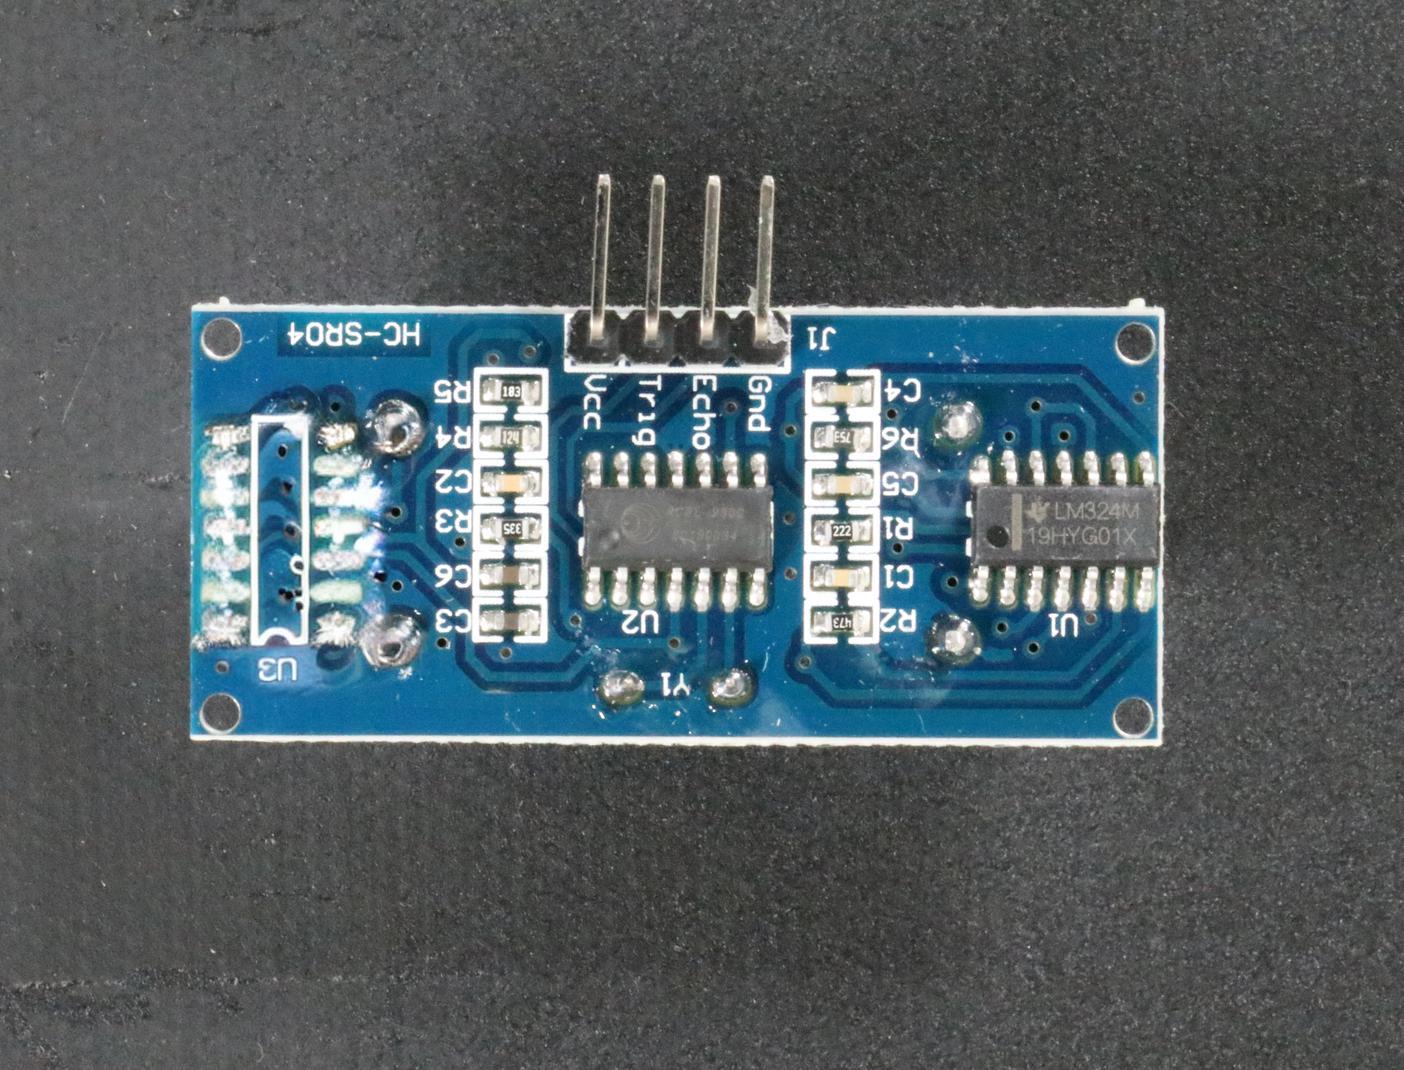 HC-SR04
J1
Vcc
Trig
Echo
Gnd
R5
183
C4
R4
124
R6
753
C2
C5
R3
335
R1
222
C6
C1
C3
R2
473
LM324M
19HYG01X
U2
U1
U3
Y1